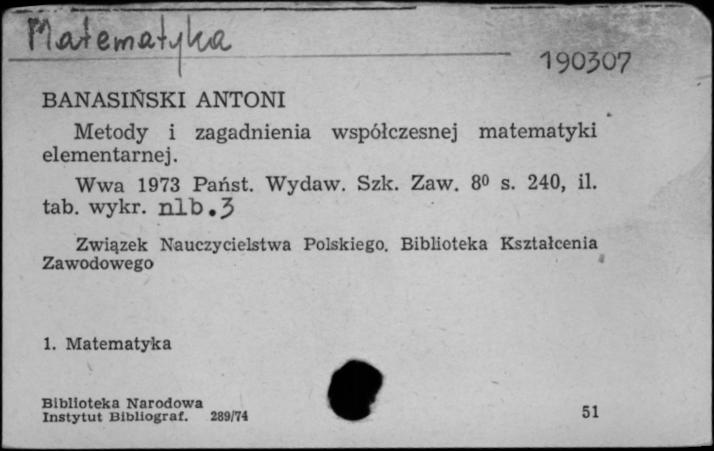 Matematyka
190307
BANASIŃSKI ANTONI
Metody i zagadnienia współczesnej matematyki
elementarnej.
Wwa 1973 Państ. Wydaw. Szk. Zaw. 8⁰ s. 240, il.
tab. wykr. nlb.3
Związek Nauczycielstwa Polskiego. Biblioteka Kształcenia
Zawodowego
1. Matematyka
Biblioteka Narodowa
Instytut Bibliograf. 289/74
51